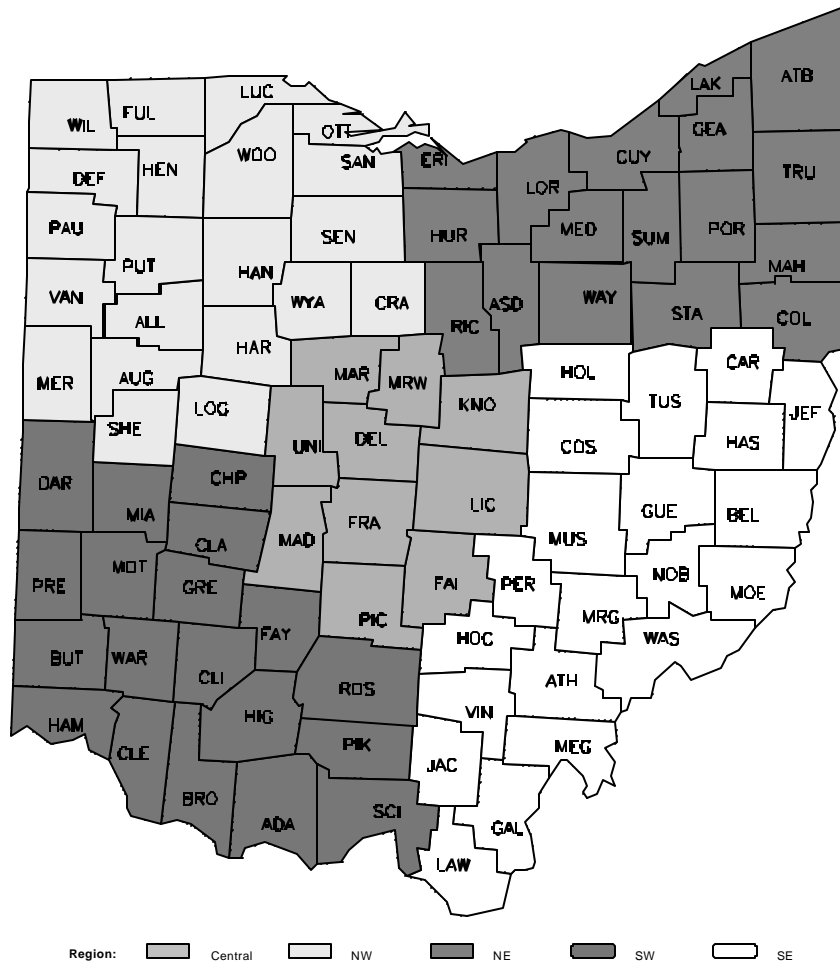 ATB
LAK
LUC
FUL
GEA
WIL
OTT
WOO
SAN
ERI
CUY
HEN
TRU
DEF
LOR
PAU
SEN
HUR
MED
SUM
POR
PUT
HAN
MAH
VAN
WYA
CRA
ASD
WAY
STA
COL
ALL
RIC
HAR
CAR
MER
AUG
MAR
MRW
HOL
TUS
LOG
KNO
JEF
SHE
UNI
DEL
COS
HAS
DAR
CHP
LIC
GUE
BEL
MIA
FRA
CLA
MAD
MUS
MOT
NOB
PRE
GRE
FAI
PER
MOE
PIC
MRG
FAY
HOC
WAS
BUT
WAR
CLI
ROS
ATH
HIG
VIN
HAM
CLE
PIK
MEG
JAC
BRO
SCI
ADA
GAL
LAW
Region: Central NW NE SW SE